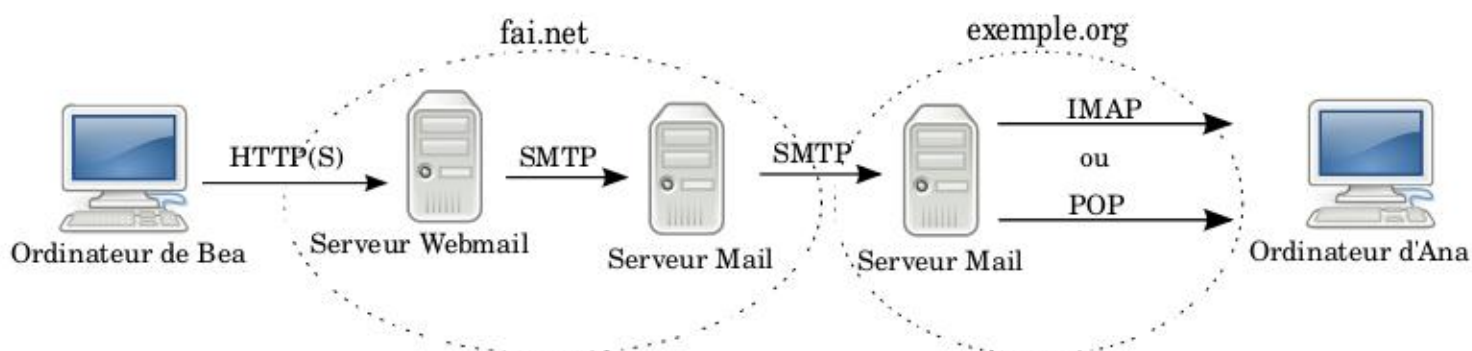 fai.net
exemple.org
HTTP(S)
SMTP
SMTP
IMAP
ou
POP
Ordinateur de Bea
Serveur Webmail
Serveur Mail
Serveur Mail
Ordinateur d'Ana